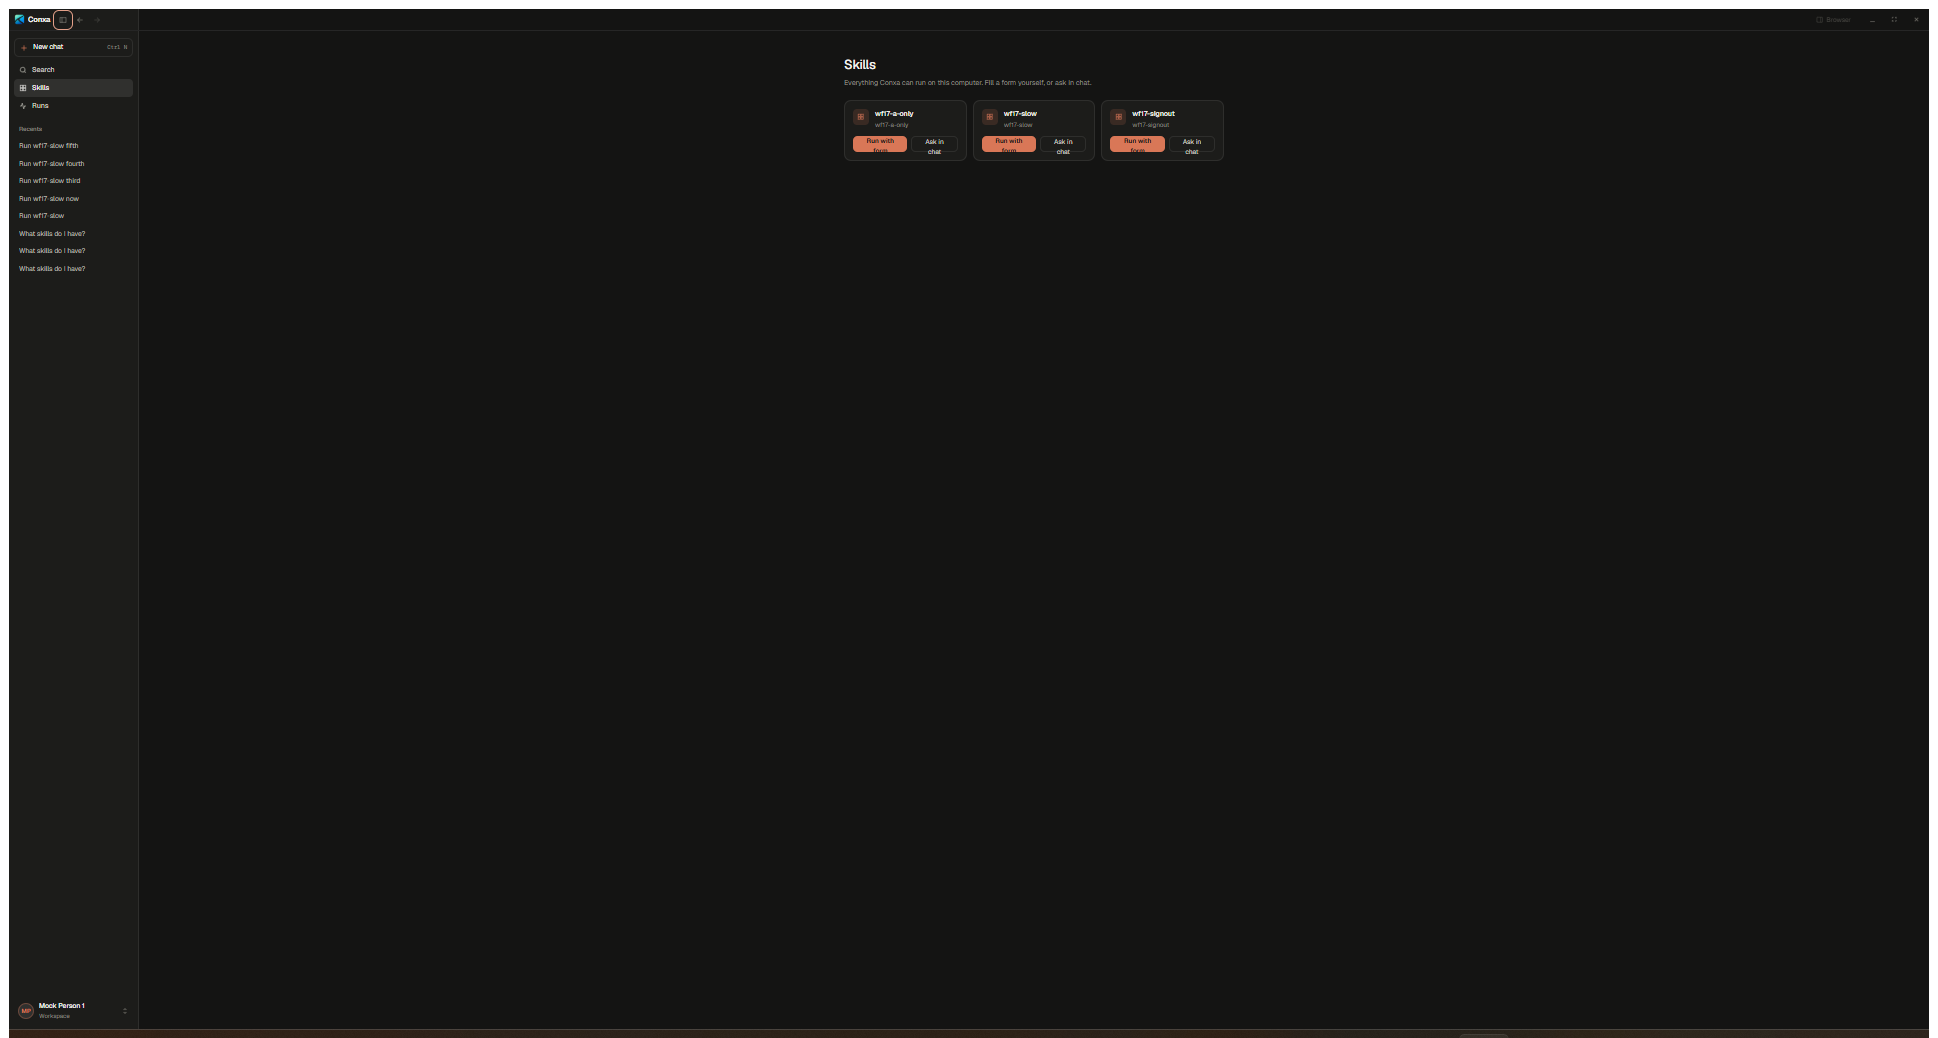 Conxa
Browser
New chat
Ctrl N
Search
Skills
Runs
Recents
Run wf17-slow fifth
Run wf17-slow fourth
Run wf17-slow third
Run wf17-slow now
Run wf17-slow
What skills do I have?
What skills do I have?
What skills do I have?
Skills
Everything Conxa can run on this computer. Fill a form yourself, or ask in chat.
wf17-a-only
wf17-a-only
Run with form
Ask in chat
wf17-slow
wf17-slow
Run with form
Ask in chat
wf17-signout
wf17-signout
Run with form
Ask in chat
MP
Mock Person 1
Workspace